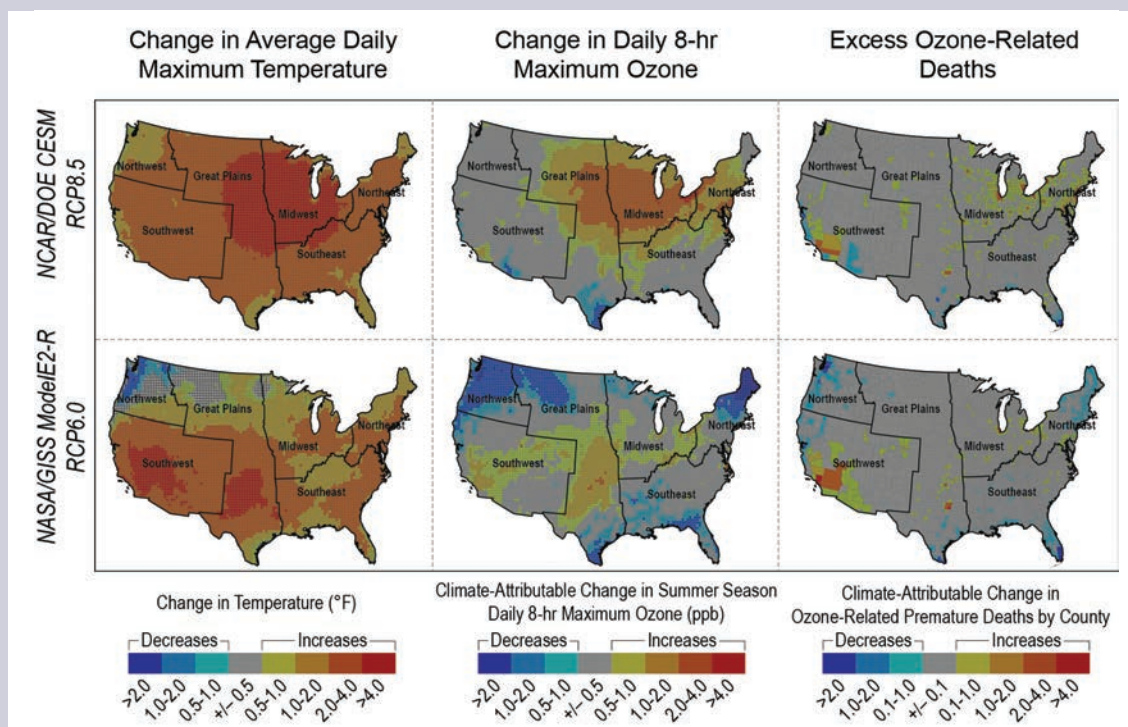 Change in Average Daily
Maximum Temperature
Change in Daily 8-hr
Maximum Ozone
Excess Ozone-Related
Deaths
NCAR/DOE CESM
RCP8.5
Northwest
Great Plains
Midwest
Northeast
Southwest
Southeast
Northwest
Great Plains
Midwest
Northeast
Southwest
Southeast
Northwest
Great Plains
Midwest
Northeast
Southwest
Southeast
NASA/GISS ModelE2-R
RCP6.0
Northwest
Great Plains
Midwest
Northeast
Southwest
Southeast
Northwest
Great Plains
Midwest
Northeast
Southwest
Southeast
Northwest
Great Plains
Midwest
Northeast
Southwest
Southeast
Change in Temperature (°F)
Decreases Increases
>2.0 1.0-2.0 0.5-1.0 +/- 0.5 0.5-1.0 1.0-2.0 2.0-4.0 >4.0
Climate-Attributable Change in Summer Season
Daily 8-hr Maximum Ozone (ppb)
Decreases Increases
>2.0 1.0-2.0 0.5-1.0 +/- 0.5 0.5-1.0 1.0-2.0 2.0-4.0 >4.0
Climate-Attributable Change in
Ozone-Related Premature Deaths by County
Decreases Increases
>2.0 1.0-2.0 0.1-1.0 +/- 0.1 0.1-1.0 1.0-2.0 2.0-4.0 >4.0